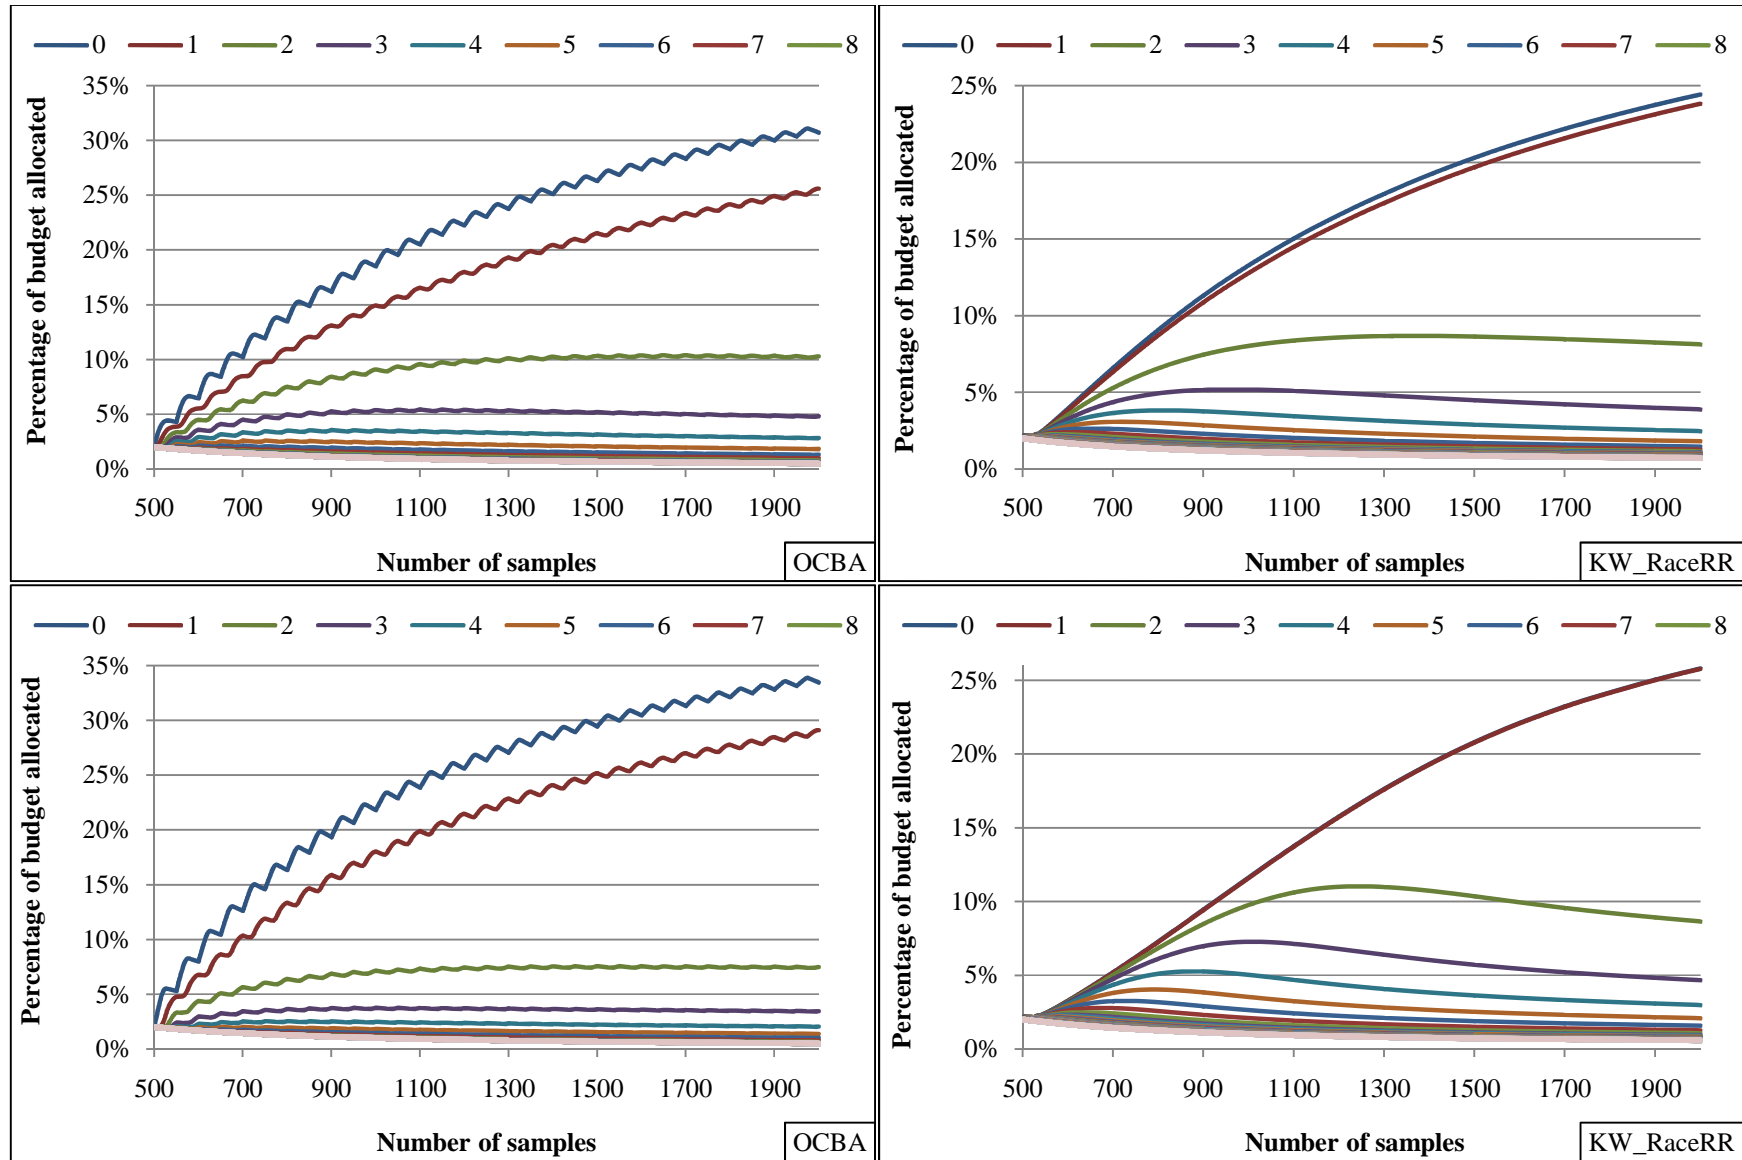 0 1 2 3 4 5 6 7 8
Percentage of budget allocated
35%
30%
25%
20%
15%
10%
5%
0%
500 700 900 1100 1300 1500 1700 1900
Number of samples
OCBA
0 1 2 3 4 5 6 7 8
Percentage of budget allocated
25%
20%
15%
10%
5%
0%
500 700 900 1100 1300 1500 1700 1900
Number of samples
KW_RaceRR
0 1 2 3 4 5 6 7 8
Percentage of budget allocated
35%
30%
25%
20%
15%
10%
5%
0%
500 700 900 1100 1300 1500 1700 1900
Number of samples
OCBA
0 1 2 3 4 5 6 7 8
Percentage of budget allocated
25%
20%
15%
10%
5%
0%
500 700 900 1100 1300 1500 1700 1900
Number of samples
KW_RaceRR